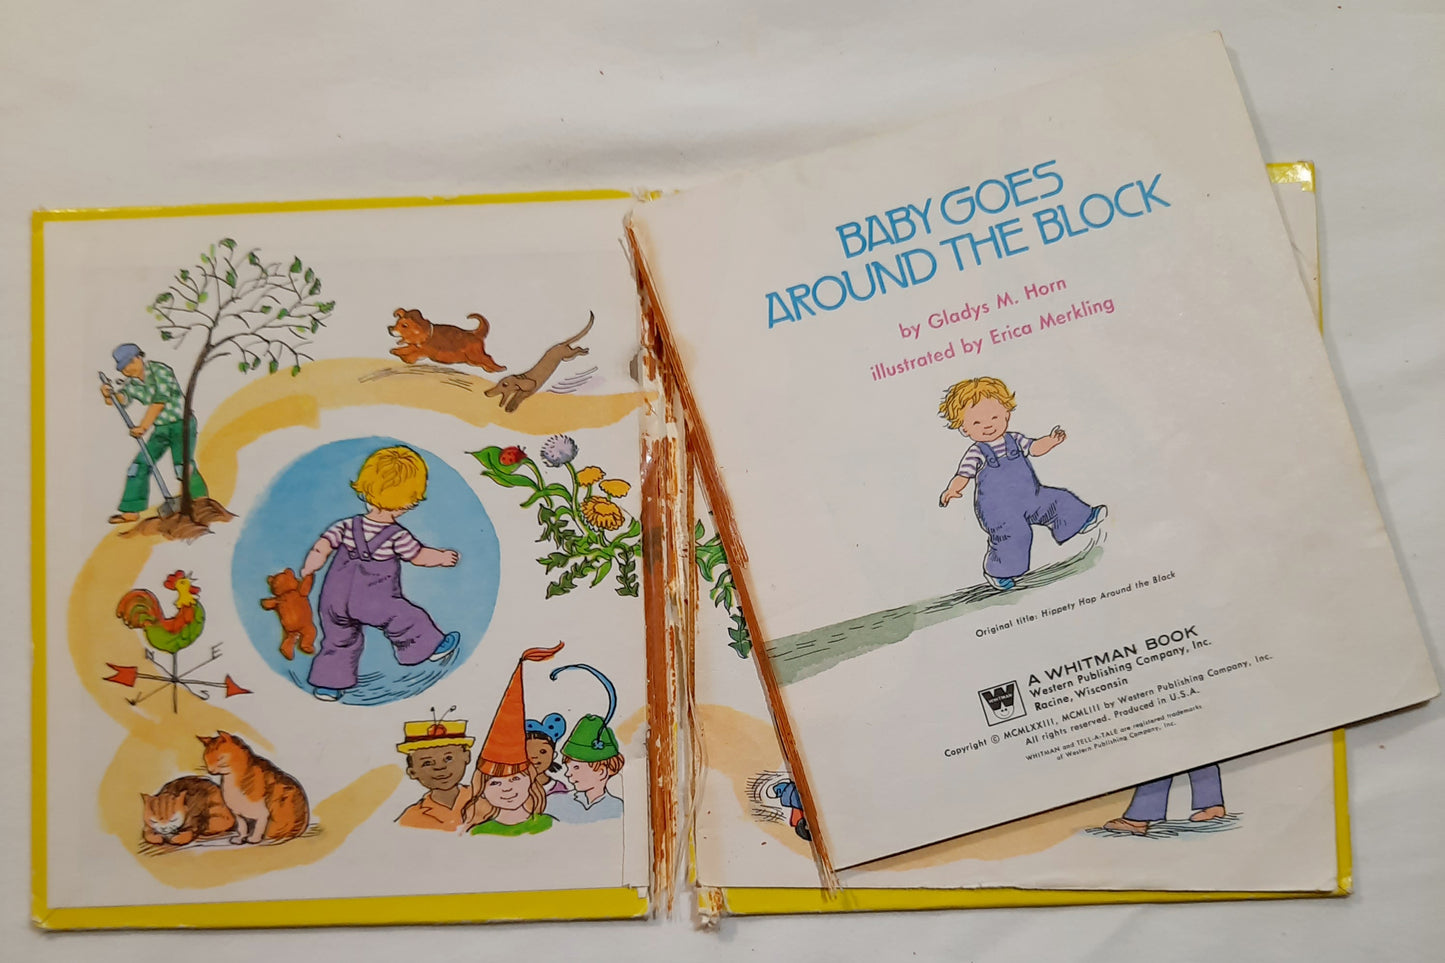 BABY GOES
AROUND THE BLOCK
by Gladys M. Horn
illustrated by Erica Merkling
Original title: Hippety Hop Around the Block
WHITMAN
A WHITMAN BOOK
Western Publishing Company, Inc.
Racine, Wisconsin
Copyright © MCMLXXIII, MCMLIII by Western Publishing Company, Inc.
All rights reserved. Produced in U.S.A.
WHITMAN and TELL-A-TALE are registered trademarks
of Western Publishing Company, Inc.
N E
W S